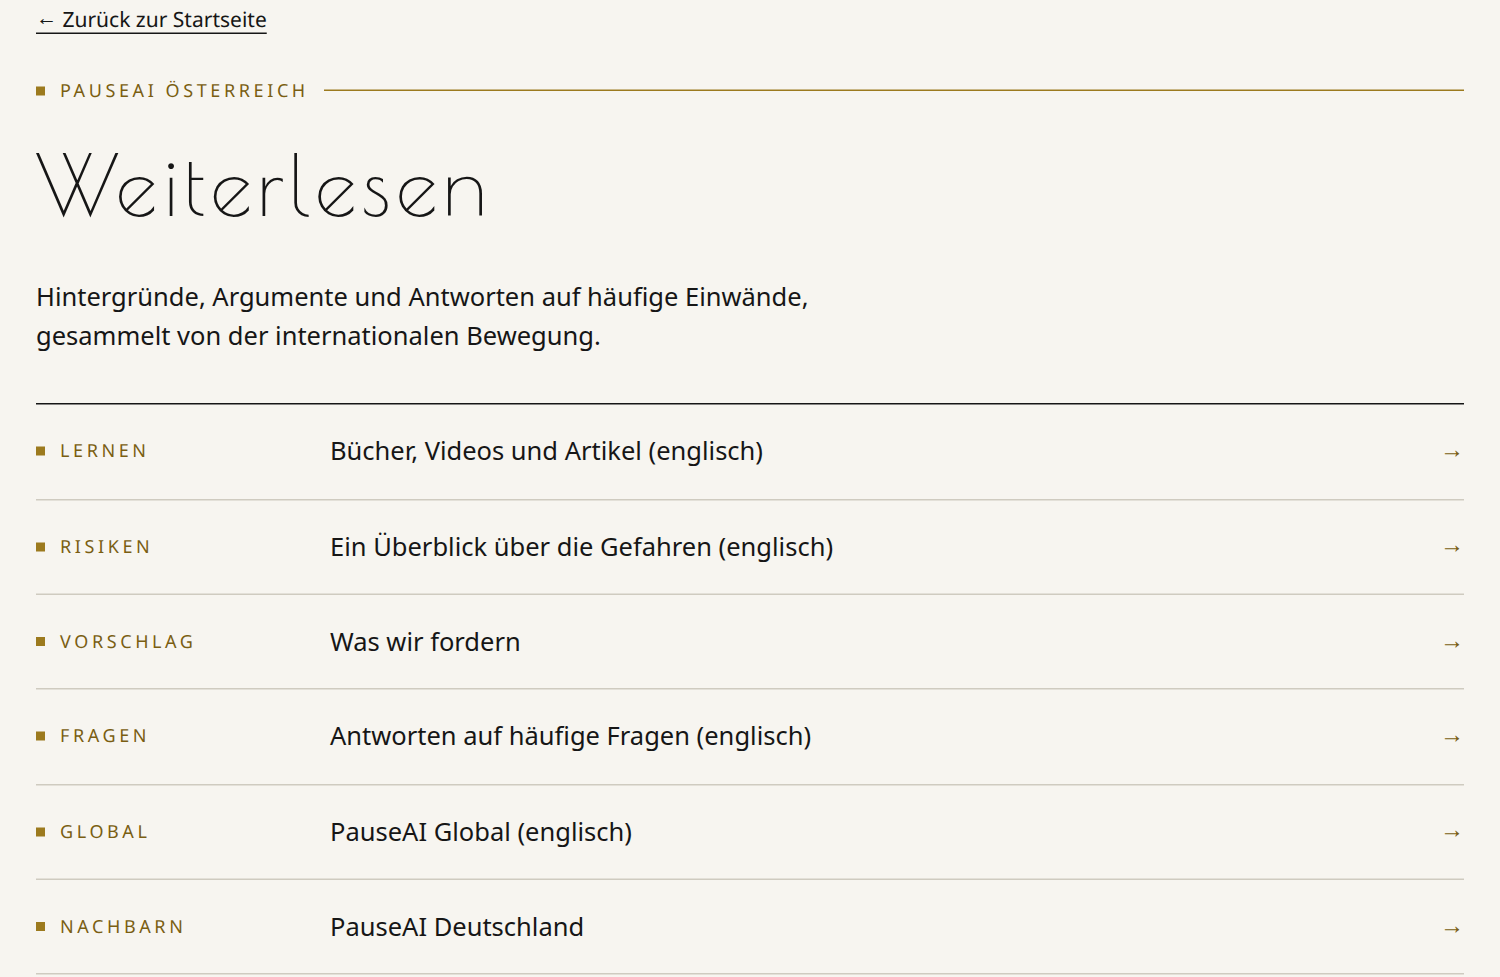 ← Zurück zur Startseite
PAUSEAI ÖSTERREICH
Weiterlesen
Hintergründe, Argumente und Antworten auf häufige Einwände,
gesammelt von der internationalen Bewegung.
LERNEN Bücher, Videos und Artikel (englisch) →
RISIKEN Ein Überblick über die Gefahren (englisch) →
VORSCHLAG Was wir fordern →
FRAGEN Antworten auf häufige Fragen (englisch) →
GLOBAL PauseAI Global (englisch) →
NACHBARN PauseAI Deutschland →